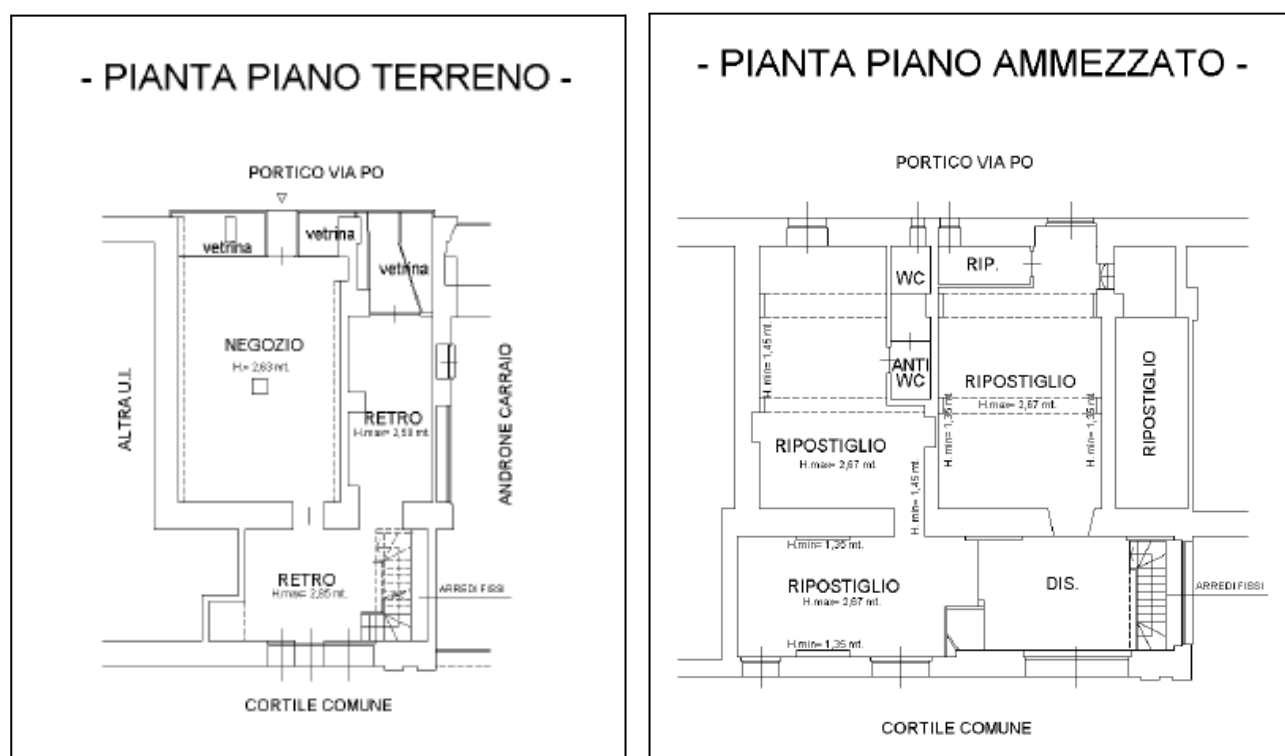 - PIANTA PIANO TERRENO -
PORTICO VIA PO
vetrina
vetrina
vetrina
NEGOZIO
H.= 2,63 mt.
ALTRA U.I.
RETRO
ANDRONE CARRAIO
RETRO
H.max= 2,85 mt.
ARREDI FISSI
CORTILE COMUNE
- PIANTA PIANO AMMEZZATO -
PORTICO VIA PO
WC
RIP.
H.min= 1,45 mt.
ANTI
WC
RIPOSTIGLIO
H.max= 2,67 mt.
H.min= 1,35 mt.
H.min= 1,35 mt.
RIPOSTIGLIO
RIPOSTIGLIO
H.max= 2,67 mt.
H.min= 1,45 mt.
H.min= 1,35 mt.
RIPOSTIGLIO
H.max= 2,67 mt.
H.min= 1,35 mt.
DIS.
ARREDI FISSI
CORTILE COMUNE